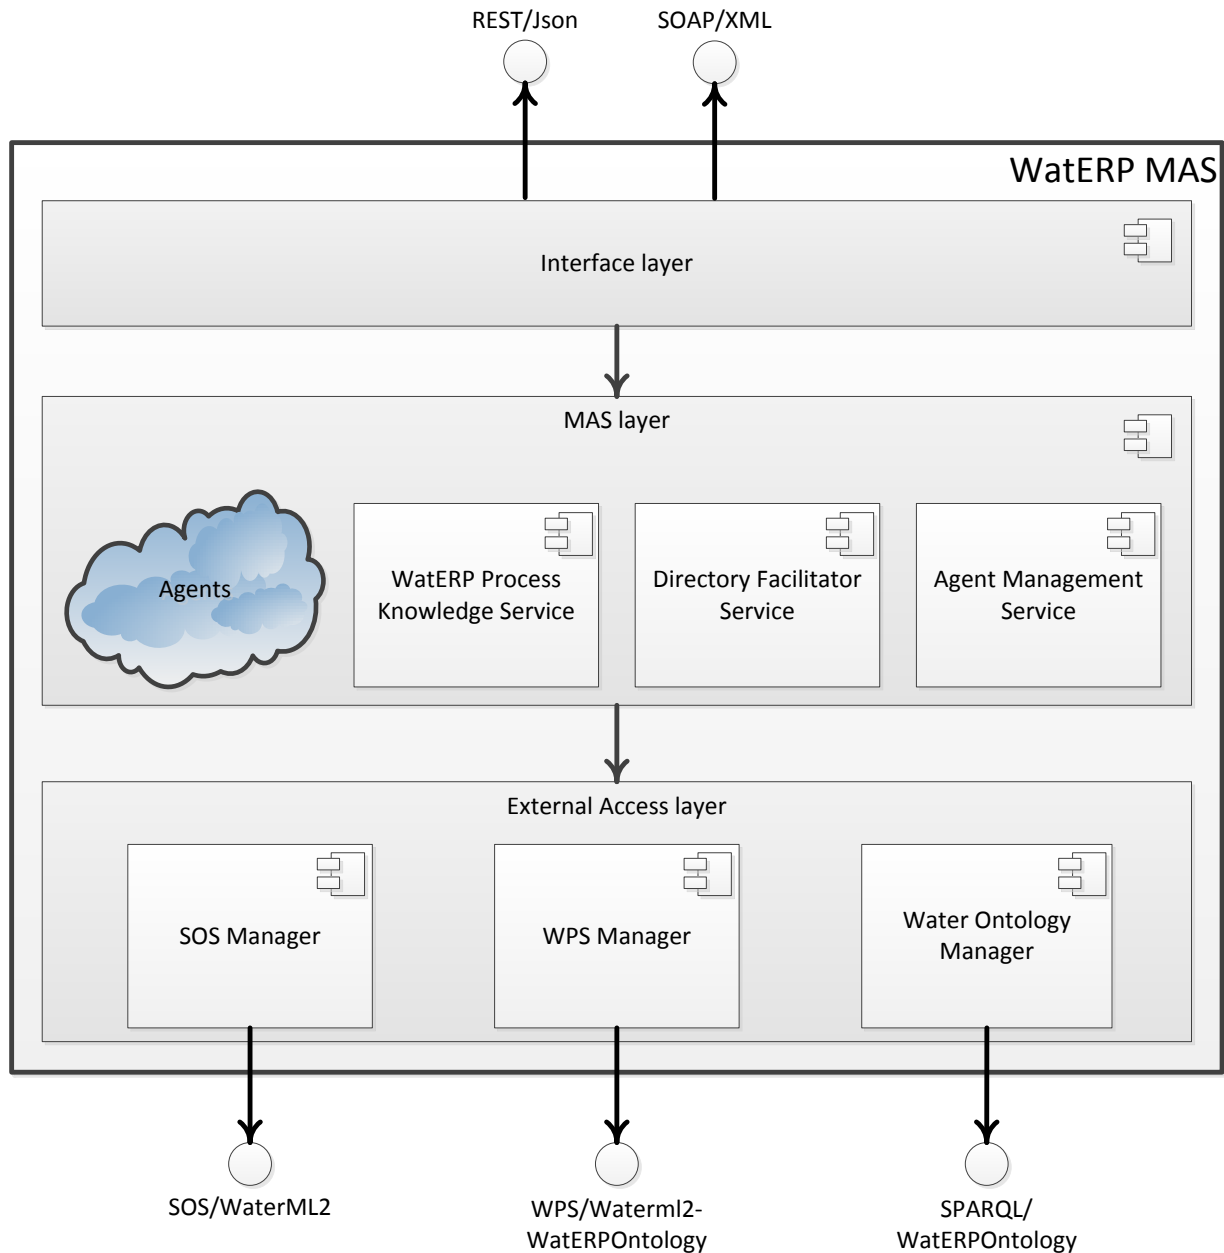 REST/Json
SOAP/XML
WatERP MAS
Interface layer
MAS layer
Agents
WatERP Process
Knowledge Service
Directory Facilitator
Service
Agent Management
Service
External Access layer
SOS Manager
WPS Manager
Water Ontology
Manager
SOS/WaterML2
WPS/Waterml2-
WatERPOntology
SPARQL/
WatERPOntology